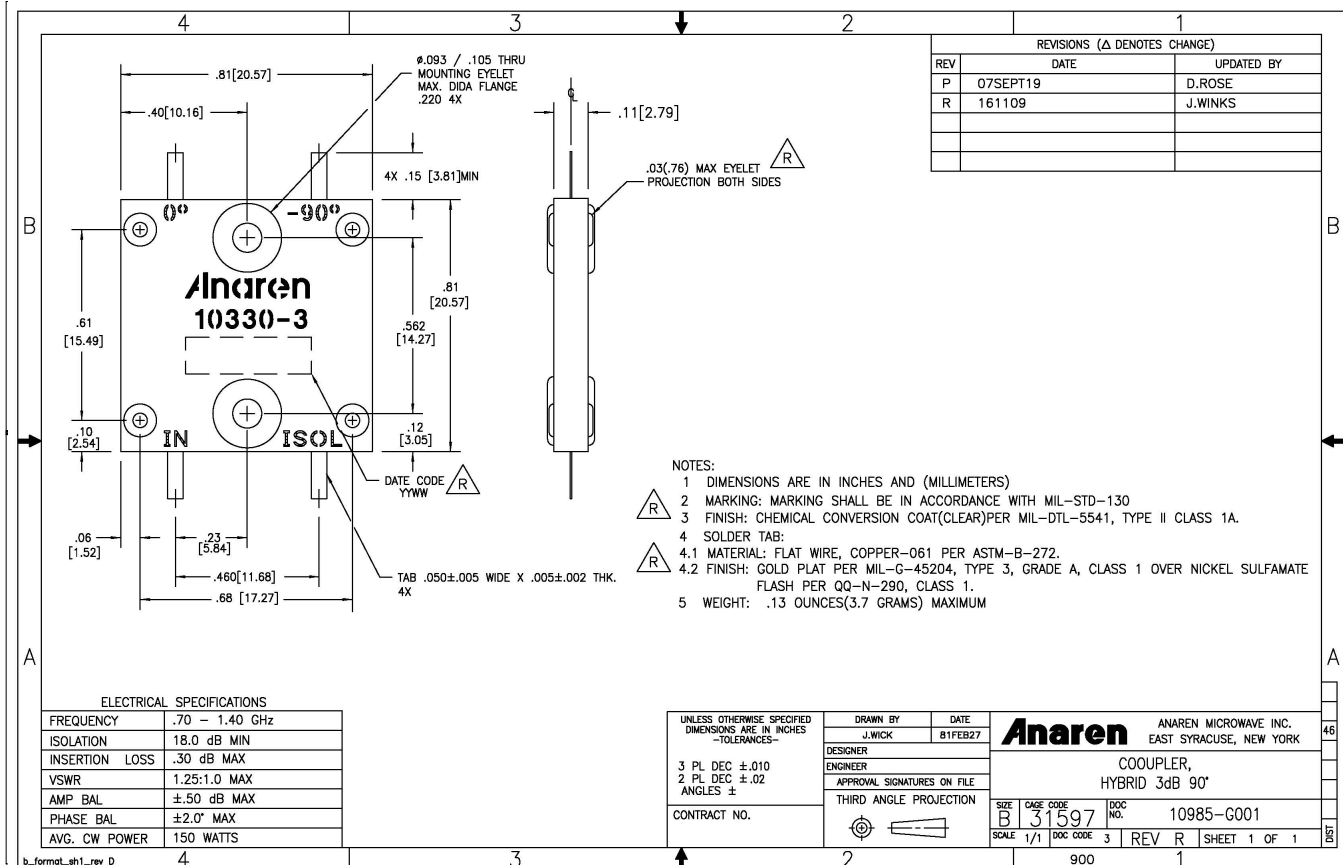 4 3 2 1
REVISIONS (Δ DENOTES CHANGE)
REV DATE UPDATED BY
P 07SEPT19 D.ROSE
R 161109 J.WINKS
.81[20.57]
.40[10.16]
ø.093 / .105 THRU
MOUNTING EYELET
MAX. DIDA FLANGE
.220 4X
.11[2.79]
4X .15 [3.81]MIN
.03(.76) MAX EYELET
PROJECTION BOTH SIDES
R
B
B
0° -90°
Anaren
10330-3
.61
[15.49]
.81
[20.57]
.562
[14.27]
.10
[2.54]
.12
[3.05]
IN ISOL
DATE CODE
YYWW
R
.06
[1.52]
.23
[5.84]
.460[11.68]
.68 [17.27]
TAB .050±.005 WIDE X .005±.002 THK.
4X
NOTES:
1 DIMENSIONS ARE IN INCHES AND (MILLIMETERS)
R 2 MARKING: MARKING SHALL BE IN ACCORDANCE WITH MIL-STD-130
3 FINISH: CHEMICAL CONVERSION COAT(CLEAR)PER MIL-DTL-5541, TYPE II CLASS 1A.
4 SOLDER TAB:
R 4.1 MATERIAL: FLAT WIRE, COPPER-061 PER ASTM-B-272.
4.2 FINISH: GOLD PLAT PER MIL-G-45204, TYPE 3, GRADE A, CLASS 1 OVER NICKEL SULFAMATE
FLASH PER QQ-N-290, CLASS 1.
5 WEIGHT: .13 OUNCES(3.7 GRAMS) MAXIMUM
A
A
ELECTRICAL SPECIFICATIONS
FREQUENCY .70 - 1.40 GHz
ISOLATION 18.0 dB MIN
INSERTION LOSS .30 dB MAX
VSWR 1.25:1.0 MAX
AMP BAL ±.50 dB MAX
PHASE BAL ±2.0° MAX
AVG. CW POWER 150 WATTS
UNLESS OTHERWISE SPECIFIED
DIMENSIONS ARE IN INCHES
-TOLERANCES-
3 PL DEC ±.010
2 PL DEC ±.02
ANGLES ±
CONTRACT NO.
DRAWN BY DATE
J.WICK 81FEB27
DESIGNER
ENGINEER
APPROVAL SIGNATURES ON FILE
THIRD ANGLE PROJECTION
Anaren
ANAREN MICROWAVE INC.
EAST SYRACUSE, NEW YORK
COOUPLER,
HYBRID 3dB 90°
SIZE B CAGE CODE 31597 DOC NO. 10985-G001
SCALE 1/1 DOC CODE 3 REV R SHEET 1 OF 1
46
DIST
b_format_sh1_rev D
4 3 2 1
900